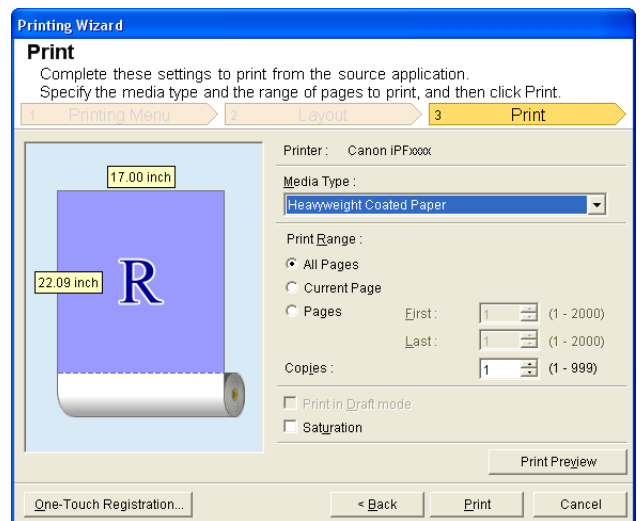 Printing Wizard
Print
Complete these settings to print from the source application.
Specify the media type and the range of pages to print, and then click Print.
1 Printing Menu 2 Layout 3 Print
Printer : Canon iPFxxxx
17.00 inch
Media Type :
Heavyweight Coated Paper
Print Range :
All Pages
22.09 inch
R
Current Page
Pages First : 1 (1 - 2000)
Last : 1 (1 - 2000)
Copies : 1 (1 - 999)
Print in Draft mode
Saturation
Print Preview
One-Touch Registration... < Back Print Cancel